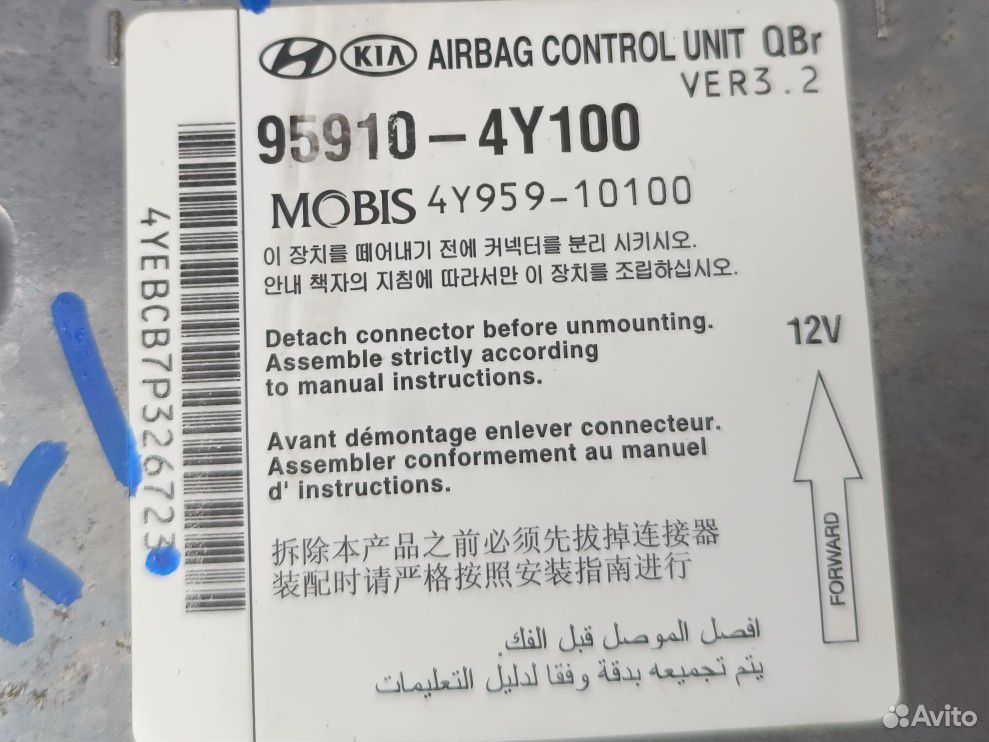 KIA AIRBAG CONTROL UNIT QBr
VER3.2
95910-4Y100
MOBIS 4Y959-10100
이 장치를 떼어내기 전에 커넥터를 분리 시키시오.
안내 책자의 지침에 따라서만 이 장치를 조립하십시오.
Detach connector before unmounting.
Assemble strictly according
to manual instructions.
12V
Avant démontage enlever connecteur.
Assembler conformement au manuel
d' instructions.
拆除本产品之前必须先拔掉连接器
装配时请严格按照安装指南进行
افصل الموصل قبل الفك.
يتم تجميعه بدقة وفقا لدليل التعليمات
FORWARD
4YEBCB7P326723
Avito